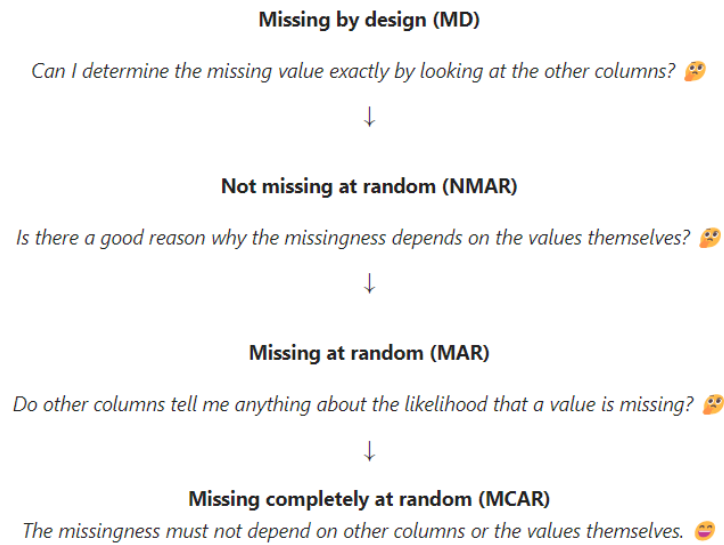 Missing by design (MD)
Can I determine the missing value exactly by looking at the other columns? 🤔
↓
Not missing at random (NMAR)
Is there a good reason why the missingness depends on the values themselves? 🤔
↓
Missing at random (MAR)
Do other columns tell me anything about the likelihood that a value is missing? 🤔
↓
Missing completely at random (MCAR)
The missingness must not depend on other columns or the values themselves. 😄